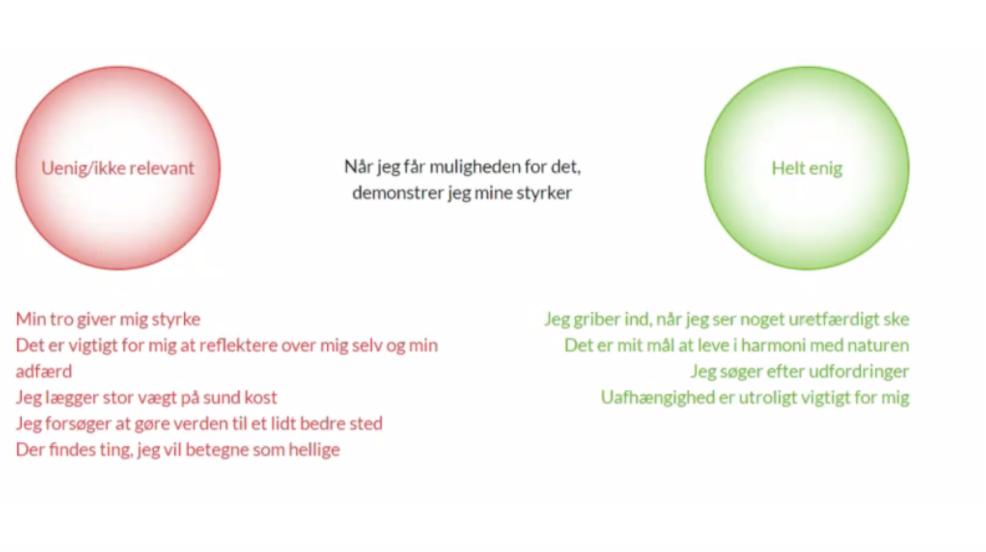 Uenig/ikke relevant
Når jeg får muligheden for det,
demonstrer jeg mine styrker
Helt enig
Min tro giver mig styrke
Det er vigtigt for mig at reflektere over mig selv og min
adfærd
Jeg lægger stor vægt på sund kost
Jeg forsøger at gøre verden til et lidt bedre sted
Der findes ting, jeg vil betegne som hellige
Jeg griber ind, når jeg ser noget uretfærdigt ske
Det er mit mål at leve i harmoni med naturen
Jeg søger efter udfordringer
Uafhængighed er utroligt vigtigt for mig